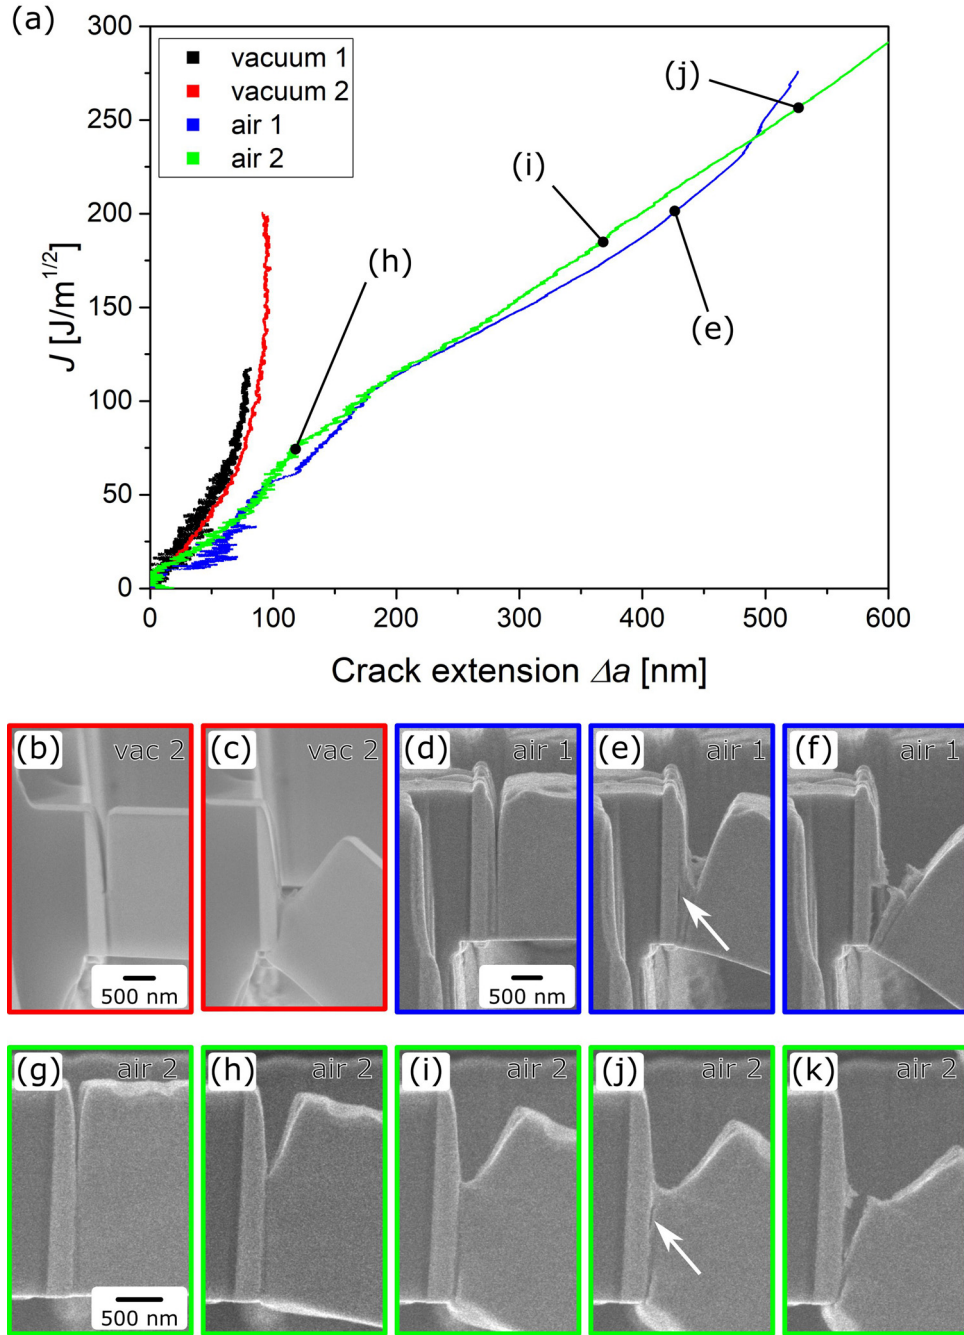 (a)
300
250
200
150
100
50
0
J [J/m^1/2]
vacuum 1
vacuum 2
air 1
air 2
(j)
(i)
(h)
(e)
0 100 200 300 400 500 600
Crack extension Δa [nm]
(b) vac 2
500 nm
(c) vac 2
(d) air 1
500 nm
(e) air 1
(f) air 1
(g) air 2
500 nm
(h) air 2
(i) air 2
(j) air 2
(k) air 2